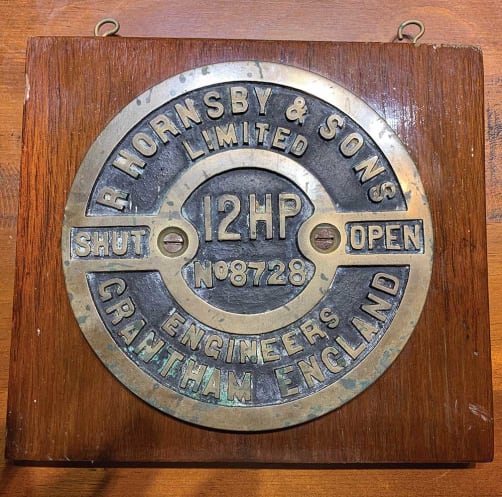 R HORNSBY & SONS
LIMITED
12HP
SHUT
OPEN
No8728
ENGINEERS
GRANTHAM ENGLAND